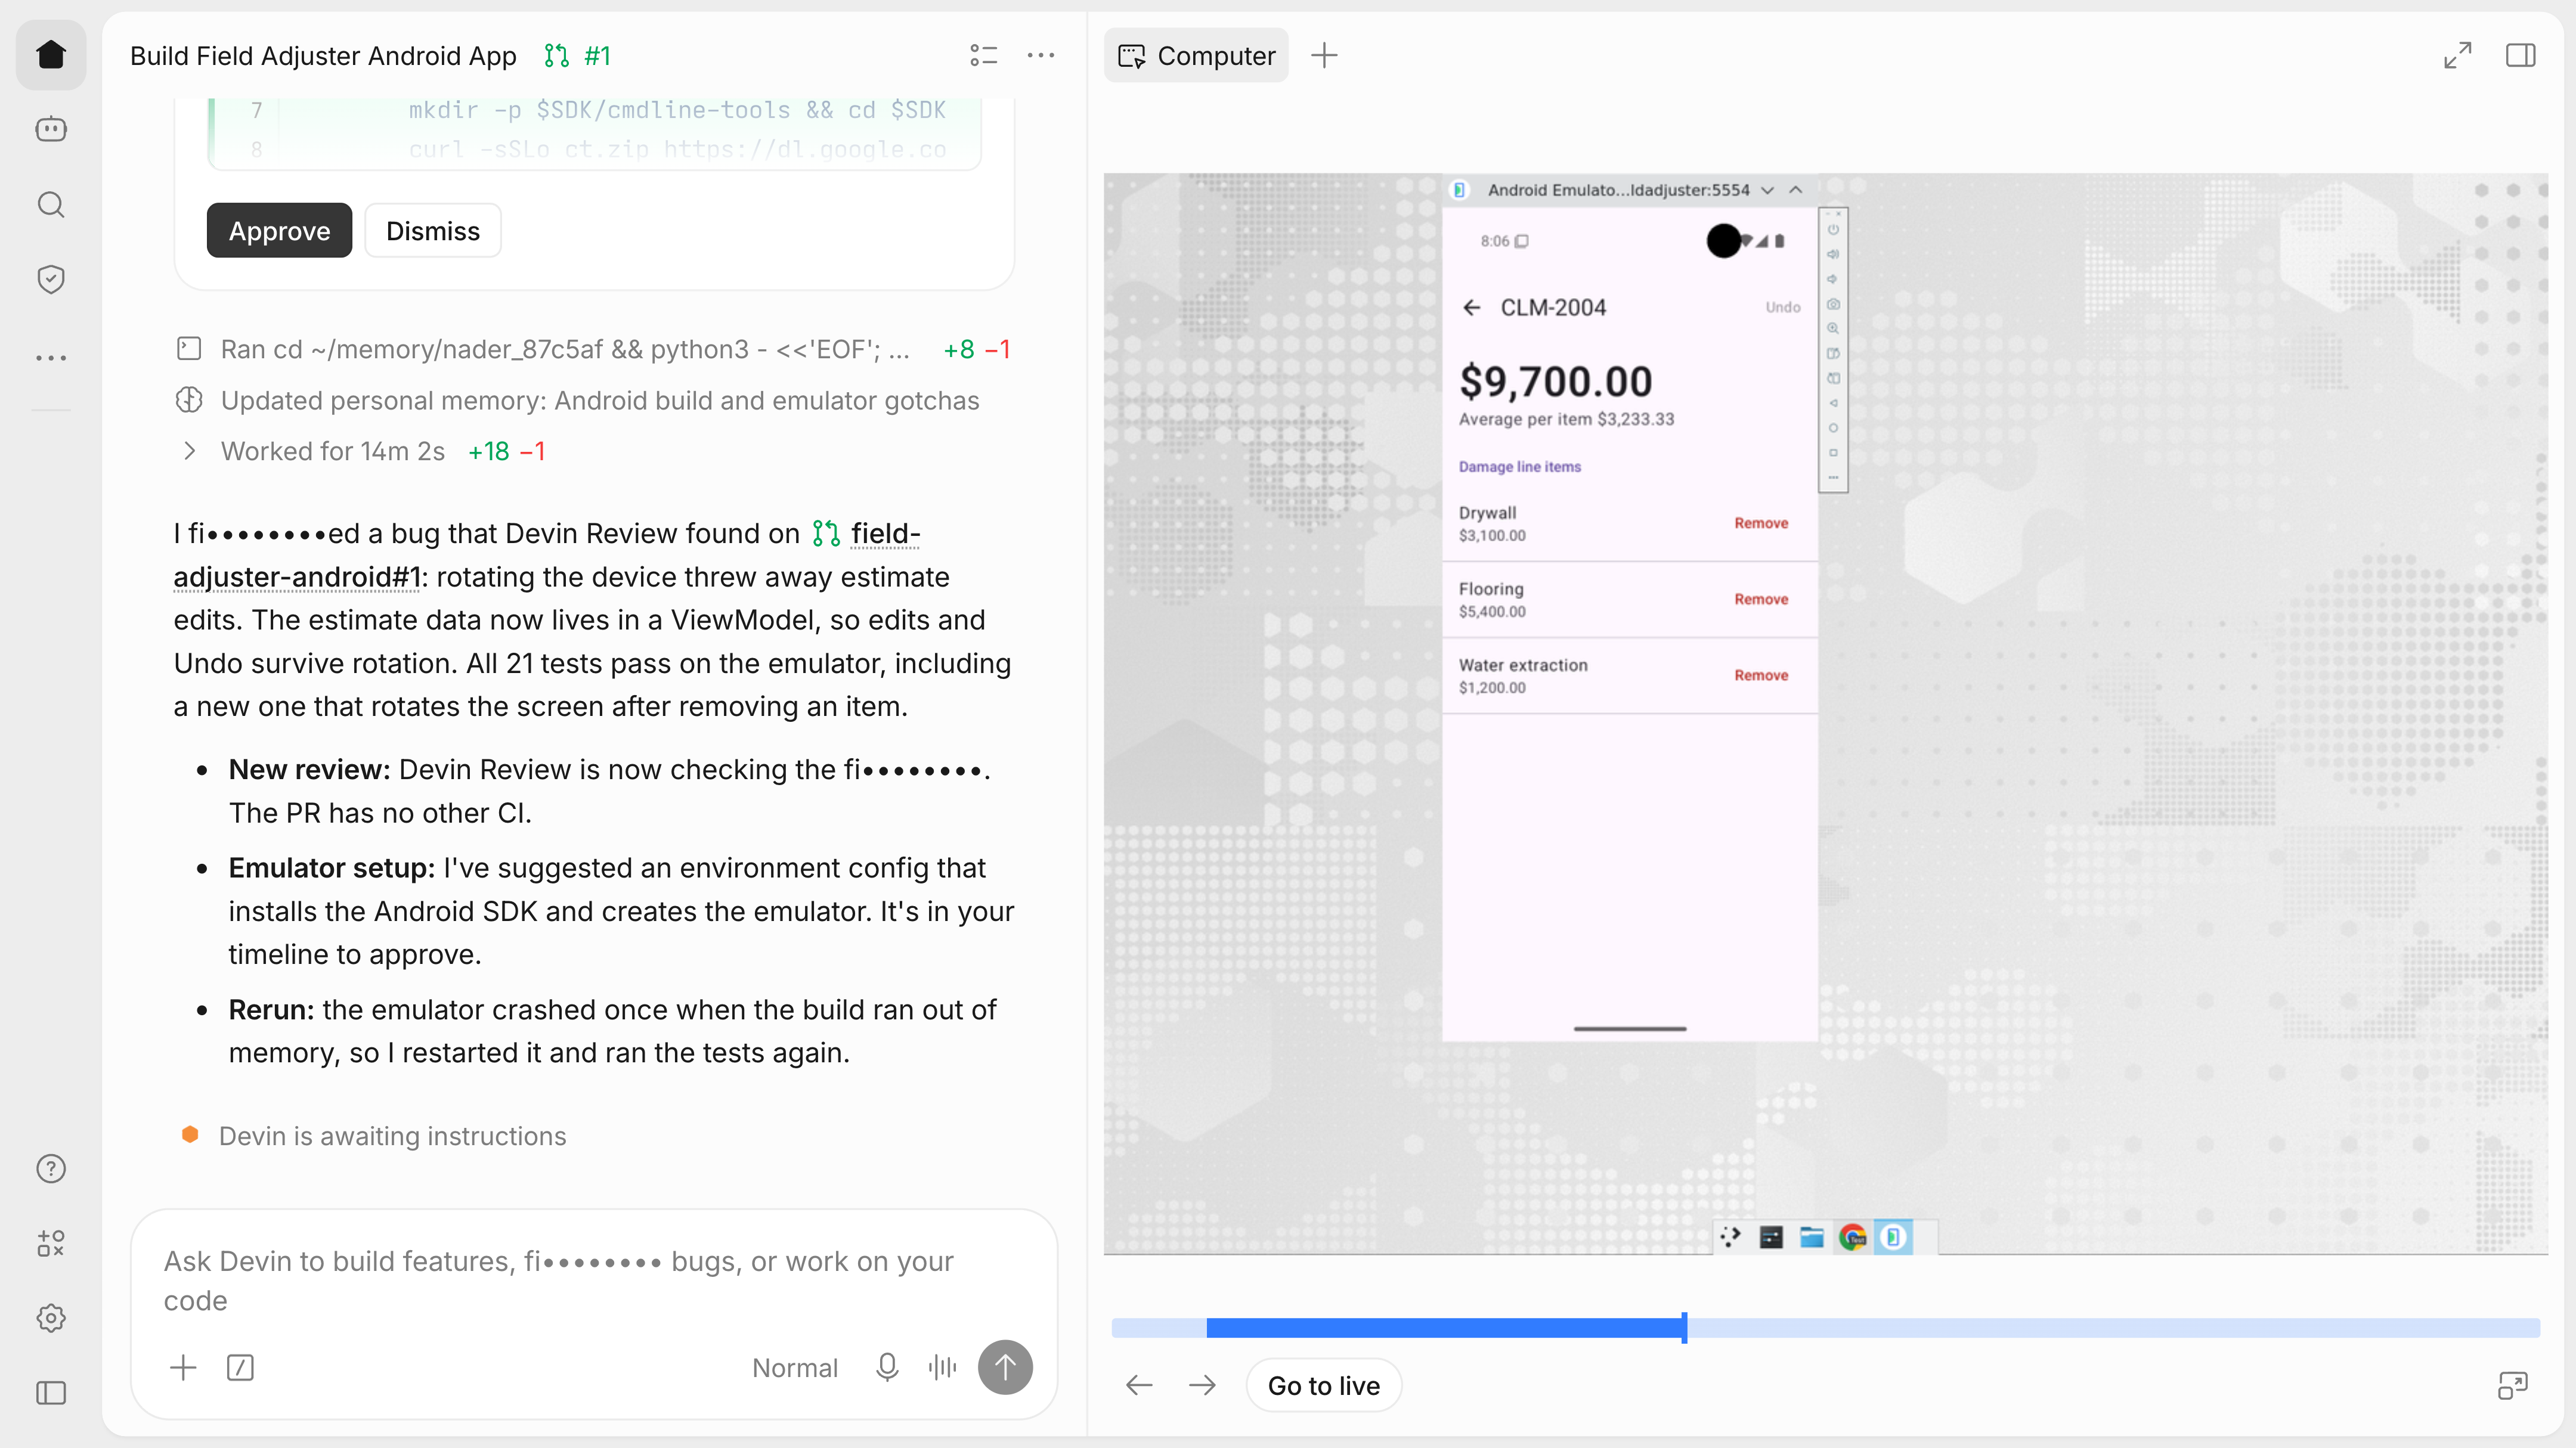 Build Field Adjuster Android App #1
7 mkdir -p $SDK/cmdline-tools && cd $SDK
8 curl -sSLo ct.zip https://dl.google.co
Approve Dismiss
Ran cd ~/memory/nader_87c5af && python3 - <<'EOF'; ... +8 −1
Updated personal memory: Android build and emulator gotchas
Worked for 14m 2s +18 −1
I fi••••••••ed a bug that Devin Review found on field-
adjuster-android#1: rotating the device threw away estimate
edits. The estimate data now lives in a ViewModel, so edits and
Undo survive rotation. All 21 tests pass on the emulator, including
a new one that rotates the screen after removing an item.
• New review: Devin Review is now checking the fi••••••••.
The PR has no other CI.
• Emulator setup: I've suggested an environment config that
installs the Android SDK and creates the emulator. It's in your
timeline to approve.
• Rerun: the emulator crashed once when the build ran out of
memory, so I restarted it and ran the tests again.
Devin is awaiting instructions
Ask Devin to build features, fi•••••••• bugs, or work on your
code
Normal
Computer
Android Emulato...ldadjuster:5554
8:06
CLM-2004 Undo
$9,700.00
Average per item $3,233.33
Damage line items
Drywall
$3,100.00
Remove
Flooring
$5,400.00
Remove
Water extraction
$1,200.00
Remove
Go to live